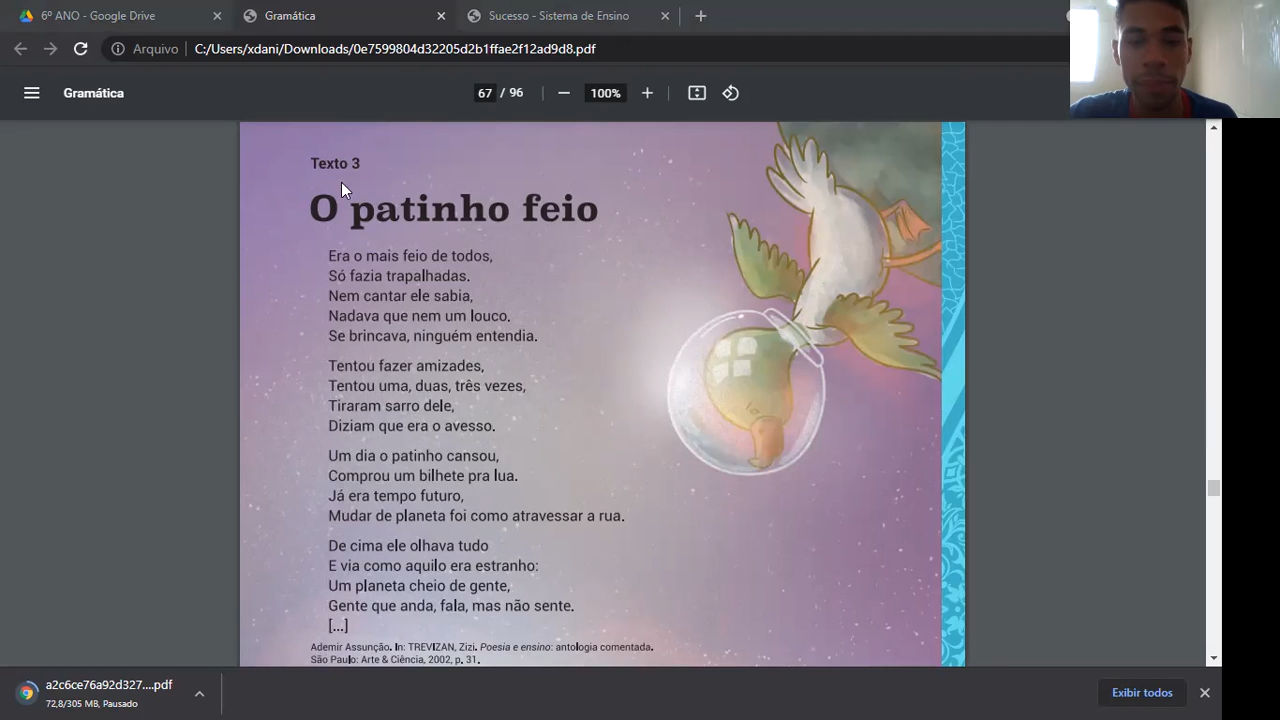 6º ANO - Google Drive
Gramática
Sucesso - Sistema de Ensino
Arquivo
C:/Users/xdani/Downloads/0e7599804d32205d2b1ffae2f12ad9d8.pdf
Gramática
67 / 96
100%
Texto 3
O patinho feio
Era o mais feio de todos,
Só fazia trapalhadas.
Nem cantar ele sabia,
Nadava que nem um louco.
Se brincava, ninguém entendia.
Tentou fazer amizades,
Tentou uma, duas, três vezes,
Tiraram sarro dele,
Diziam que era o avesso.
Um dia o patinho cansou,
Comprou um bilhete pra lua.
Já era tempo futuro,
Mudar de planeta foi como atravessar a rua.
De cima ele olhava tudo
E via como aquilo era estranho:
Um planeta cheio de gente,
Gente que anda, fala, mas não sente.
[...]
Ademir Assunção. In: TREVIZAN, Zizi. Poesia e ensino: antologia comentada.
São Paulo: Arte & Ciência, 2002, p. 31.
a2c6ce76a92d327....pdf
72,8/305 MB, Pausado
Exibir todos